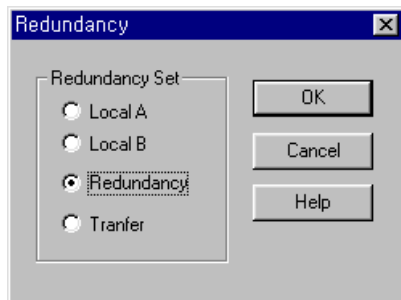 Redundancy
Redundancy Set
Local A
Local B
Redundancy
Tranfer
OK
Cancel
Help